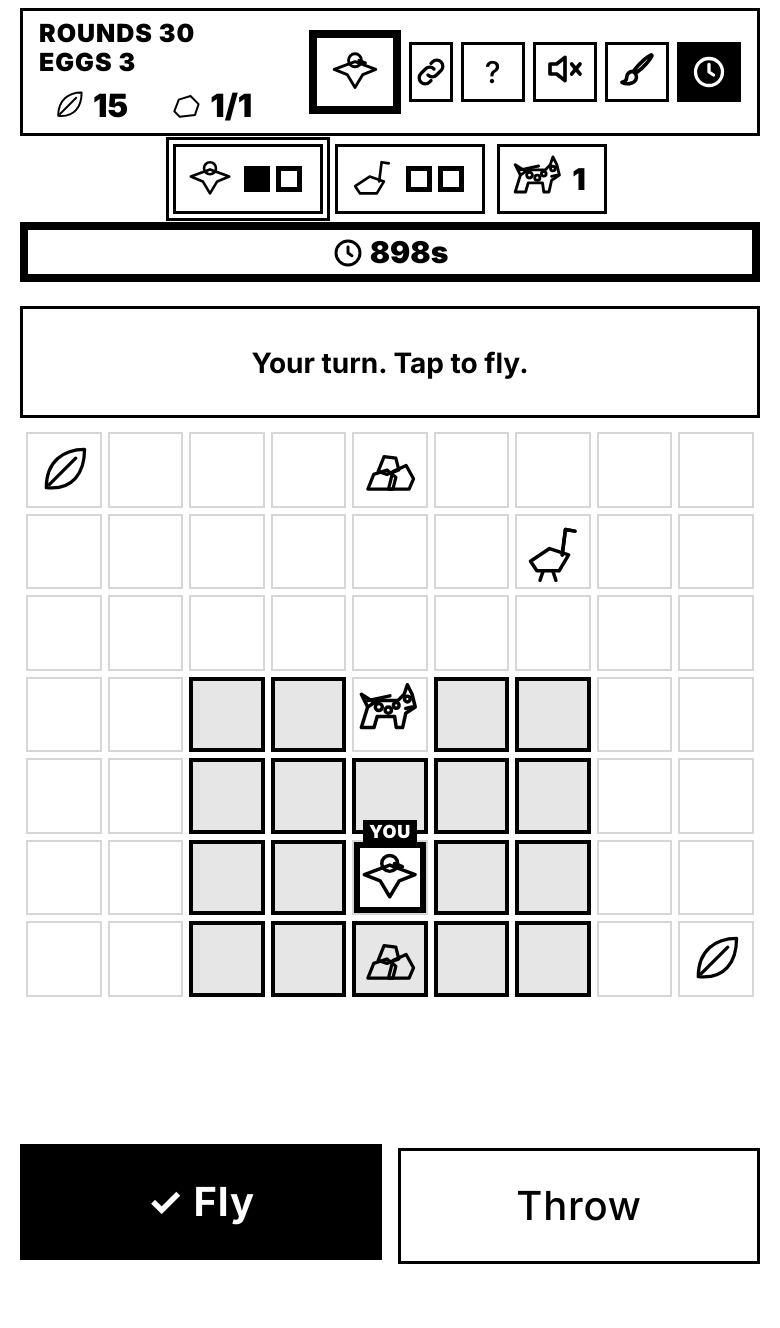 ROUNDS 30
EGGS 3
15 1/1
?
1
898s
Your turn. Tap to fly.
YOU
Fly
Throw